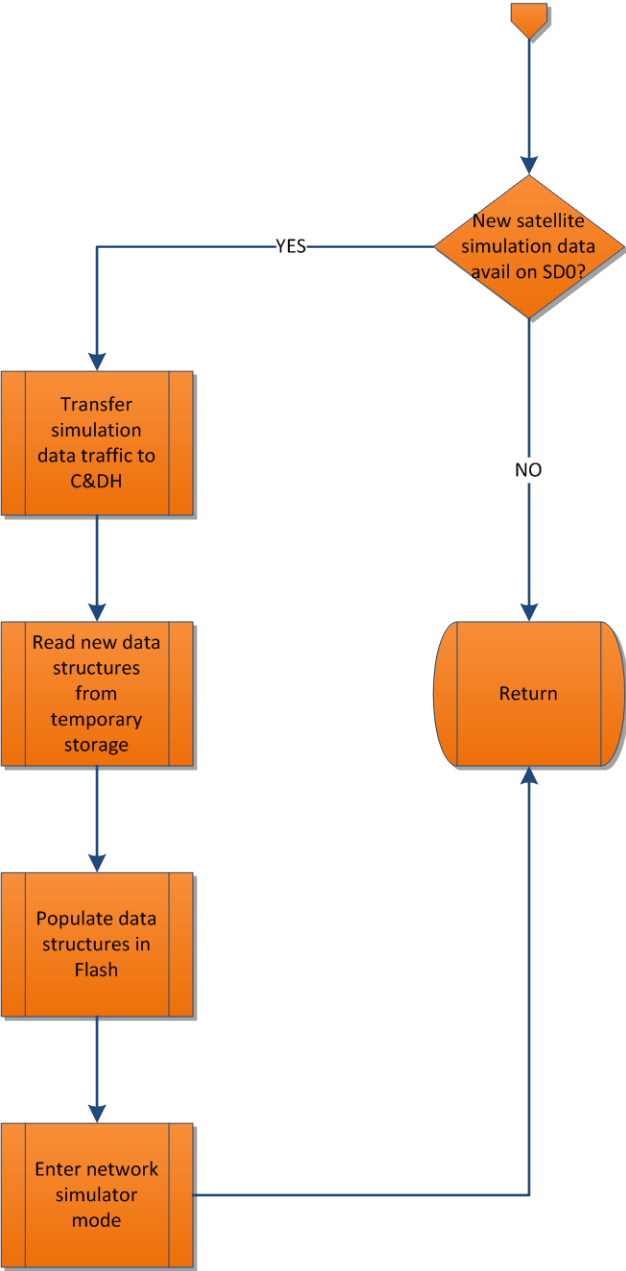 New satellite
simulation data
avail on SD0?
YES
Transfer
simulation
data traffic to
C&DH
NO
Read new data
structures
from
temporary
storage
Return
Populate data
structures in
Flash
Enter network
simulator
mode